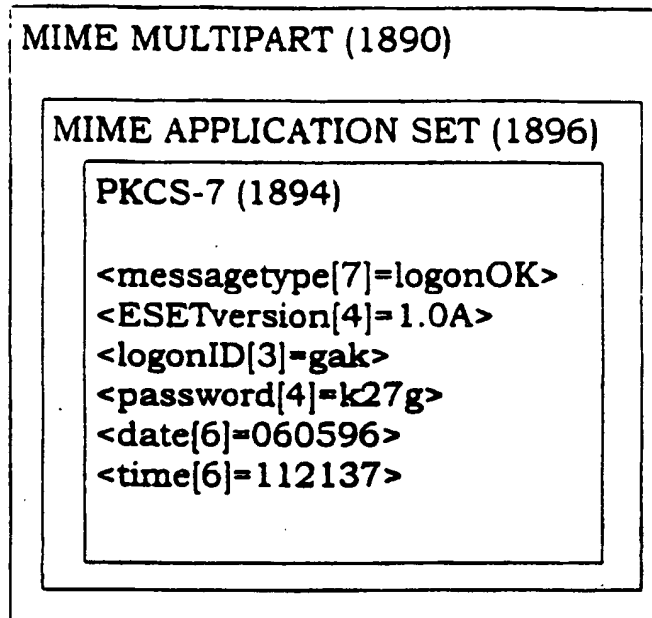 MIME MULTIPART (1890)
MIME APPLICATION SET (1896)
PKCS-7 (1894)
<messagetype[7]=logonOK>
<ESETversion[4]=1.0A>
<logonID[3]=gak>
<password[4]=k27g>
<date[6]=060596>
<time[6]=112137>